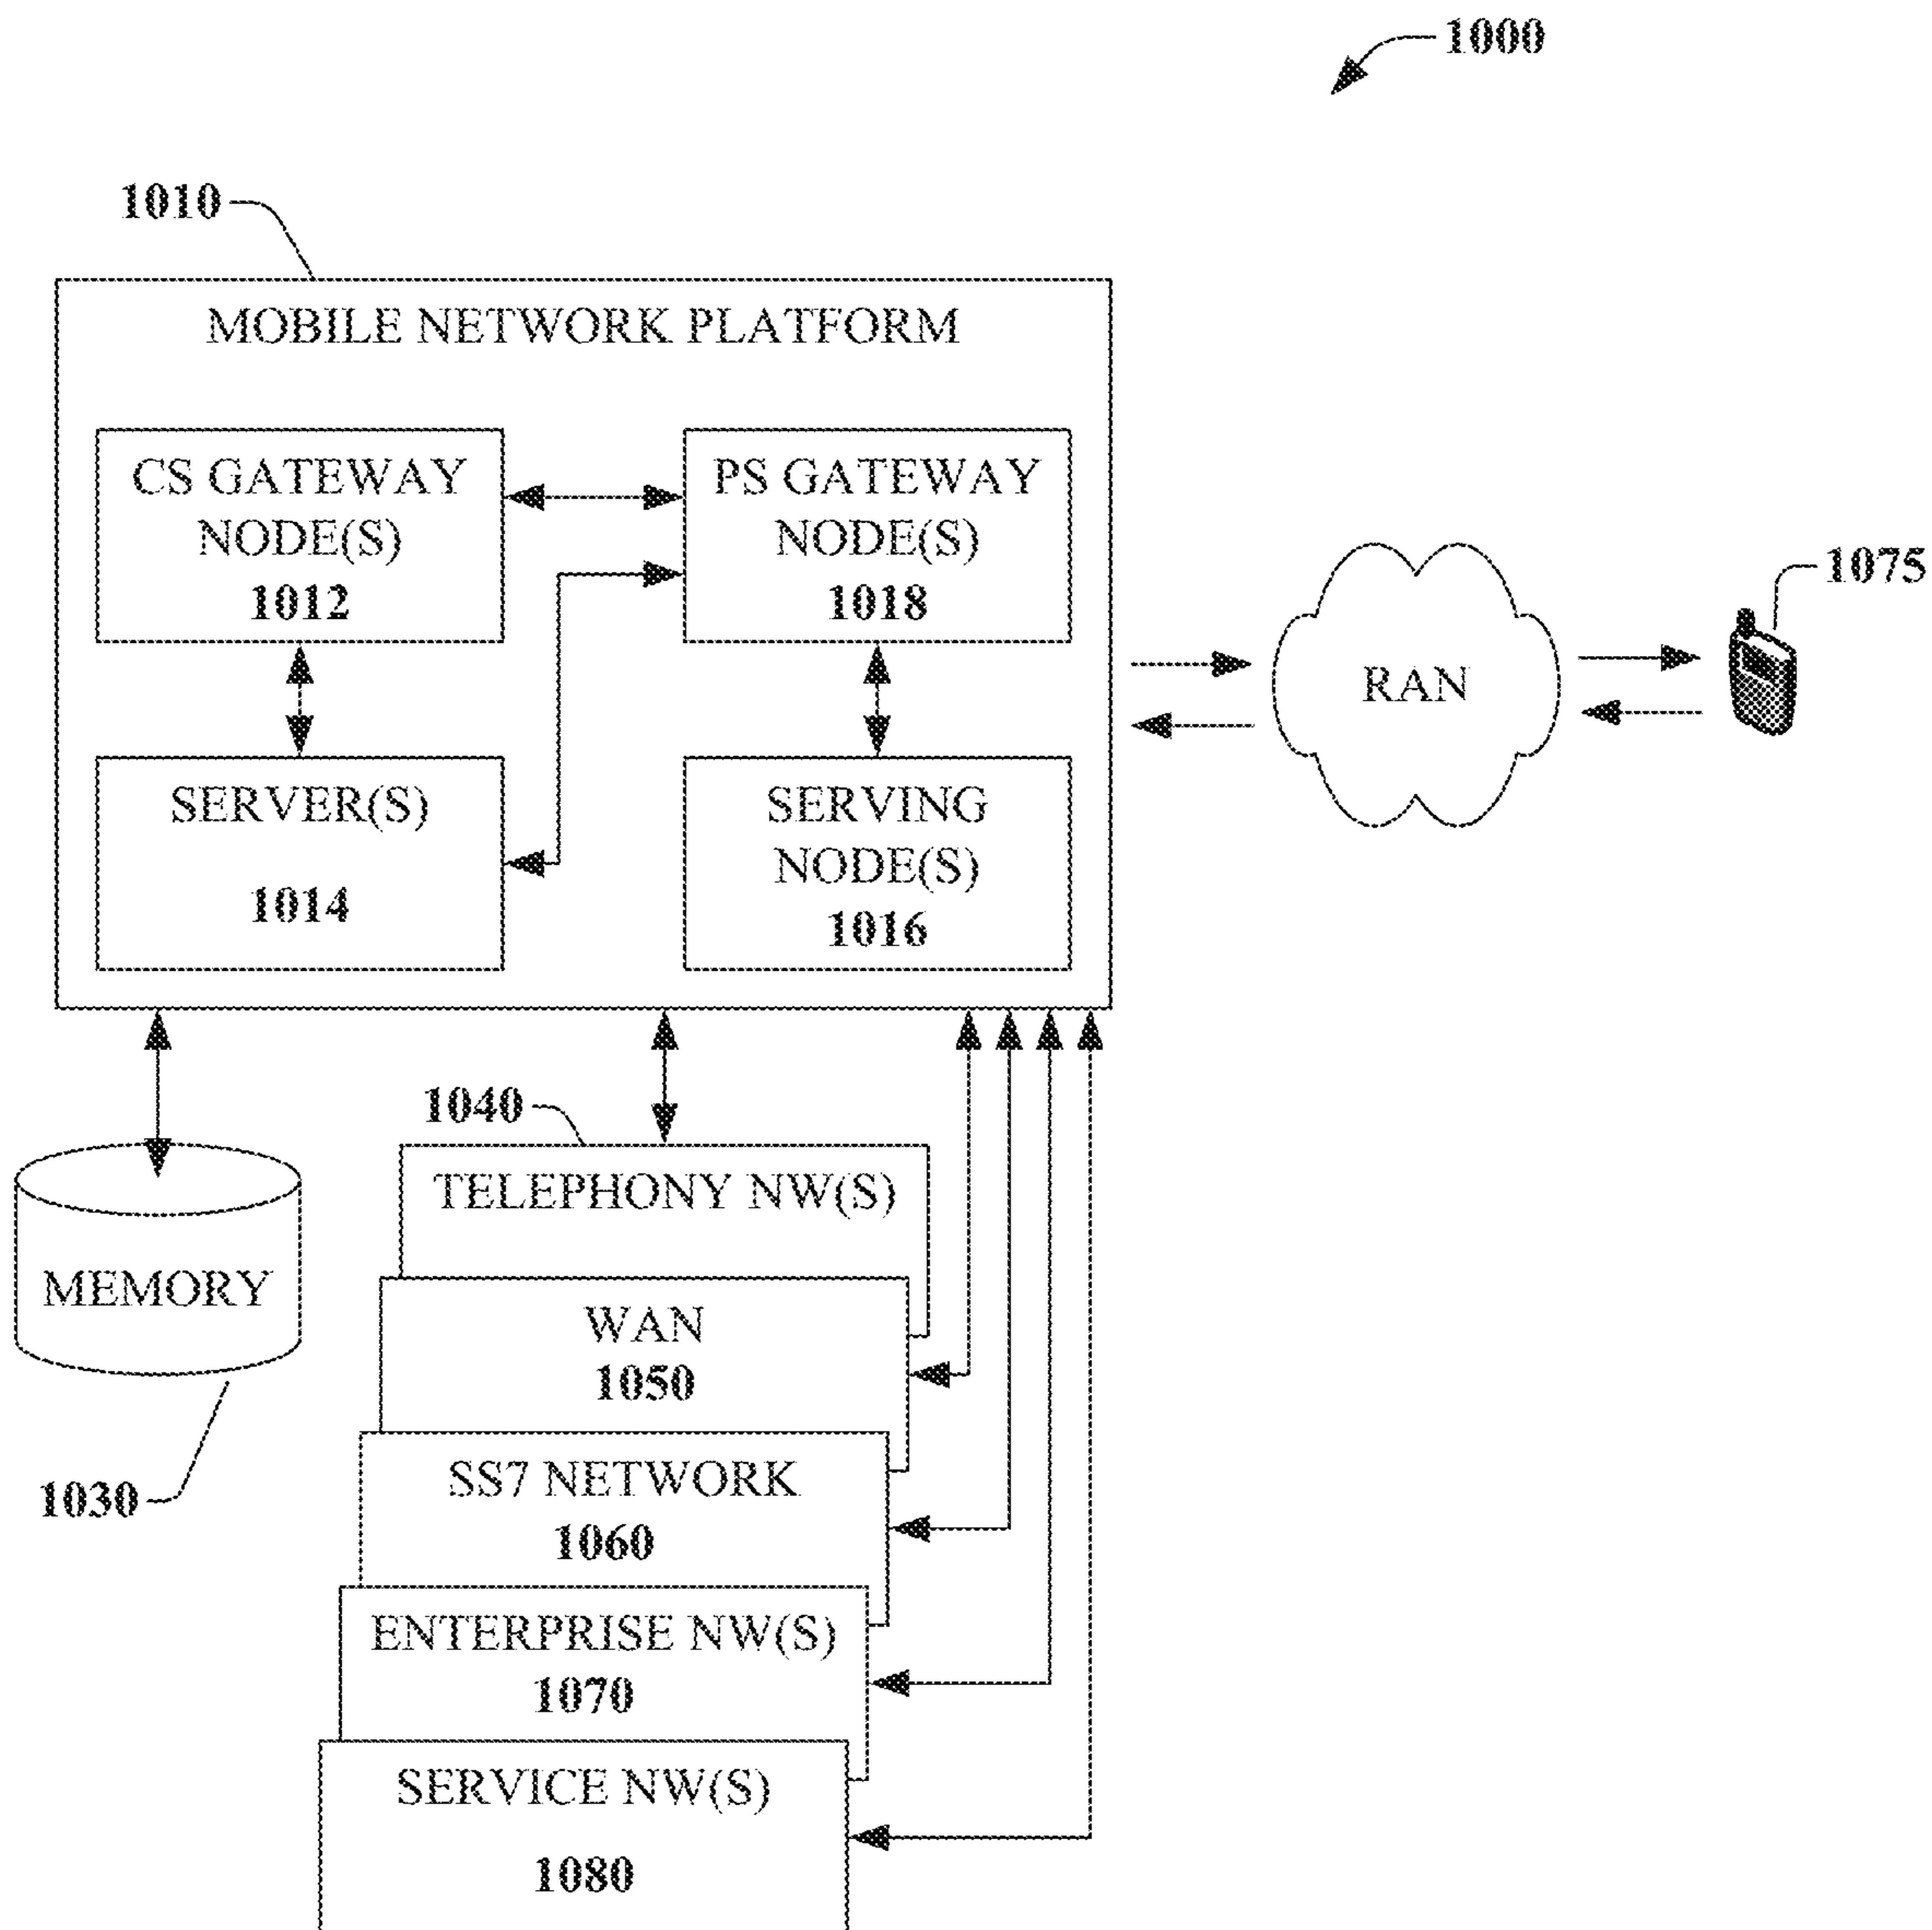 1000
1010
MOBILE NETWORK PLATFORM
CS GATEWAY
NODE(S)
1012
PS GATEWAY
NODE(S)
1018
SERVER(S)
1014
SERVING
NODE(S)
1016
RAN
1075
1040
TELEPHONY NW(S)
MEMORY
1030
WAN
1050
SS7 NETWORK
1060
ENTERPRISE NW(S)
1070
SERVICE NW(S)
1080